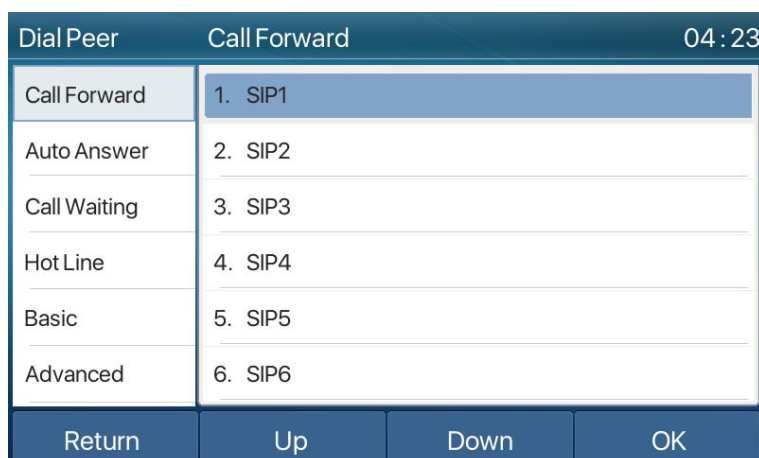 Dial Peer Call Forward 04:23
Call Forward
Auto Answer
Call Waiting
Hot Line
Basic
Advanced
1. SIP1
2. SIP2
3. SIP3
4. SIP4
5. SIP5
6. SIP6
Return Up Down OK